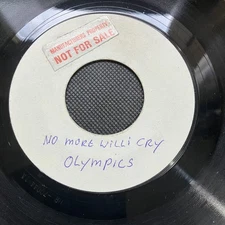 MANUFACTURERS PROPERTY
NOT FOR SALE
NO MORE WILL I CRY
OLYMPICS